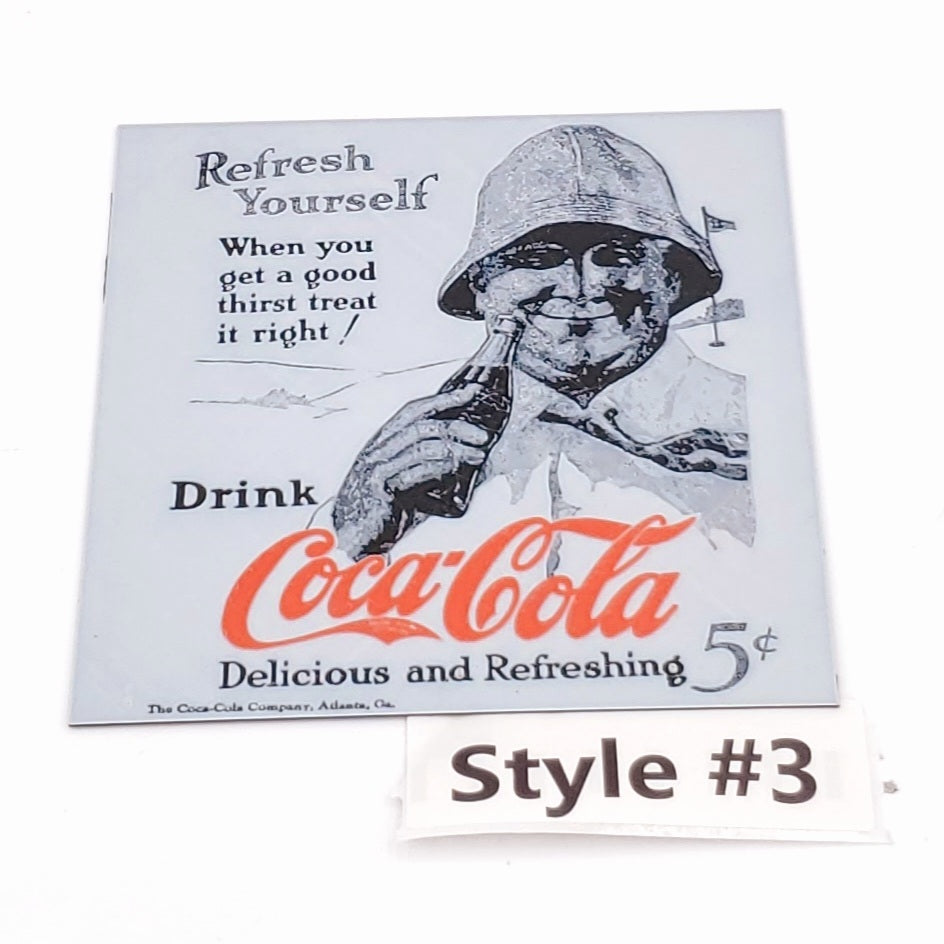 Refresh
Yourself
When you
get a good
thirst treat
it right!
Drink
Coca-Cola
5¢
Delicious and Refreshing
The Coca-Cola Company, Atlanta, Ga.
Style #3